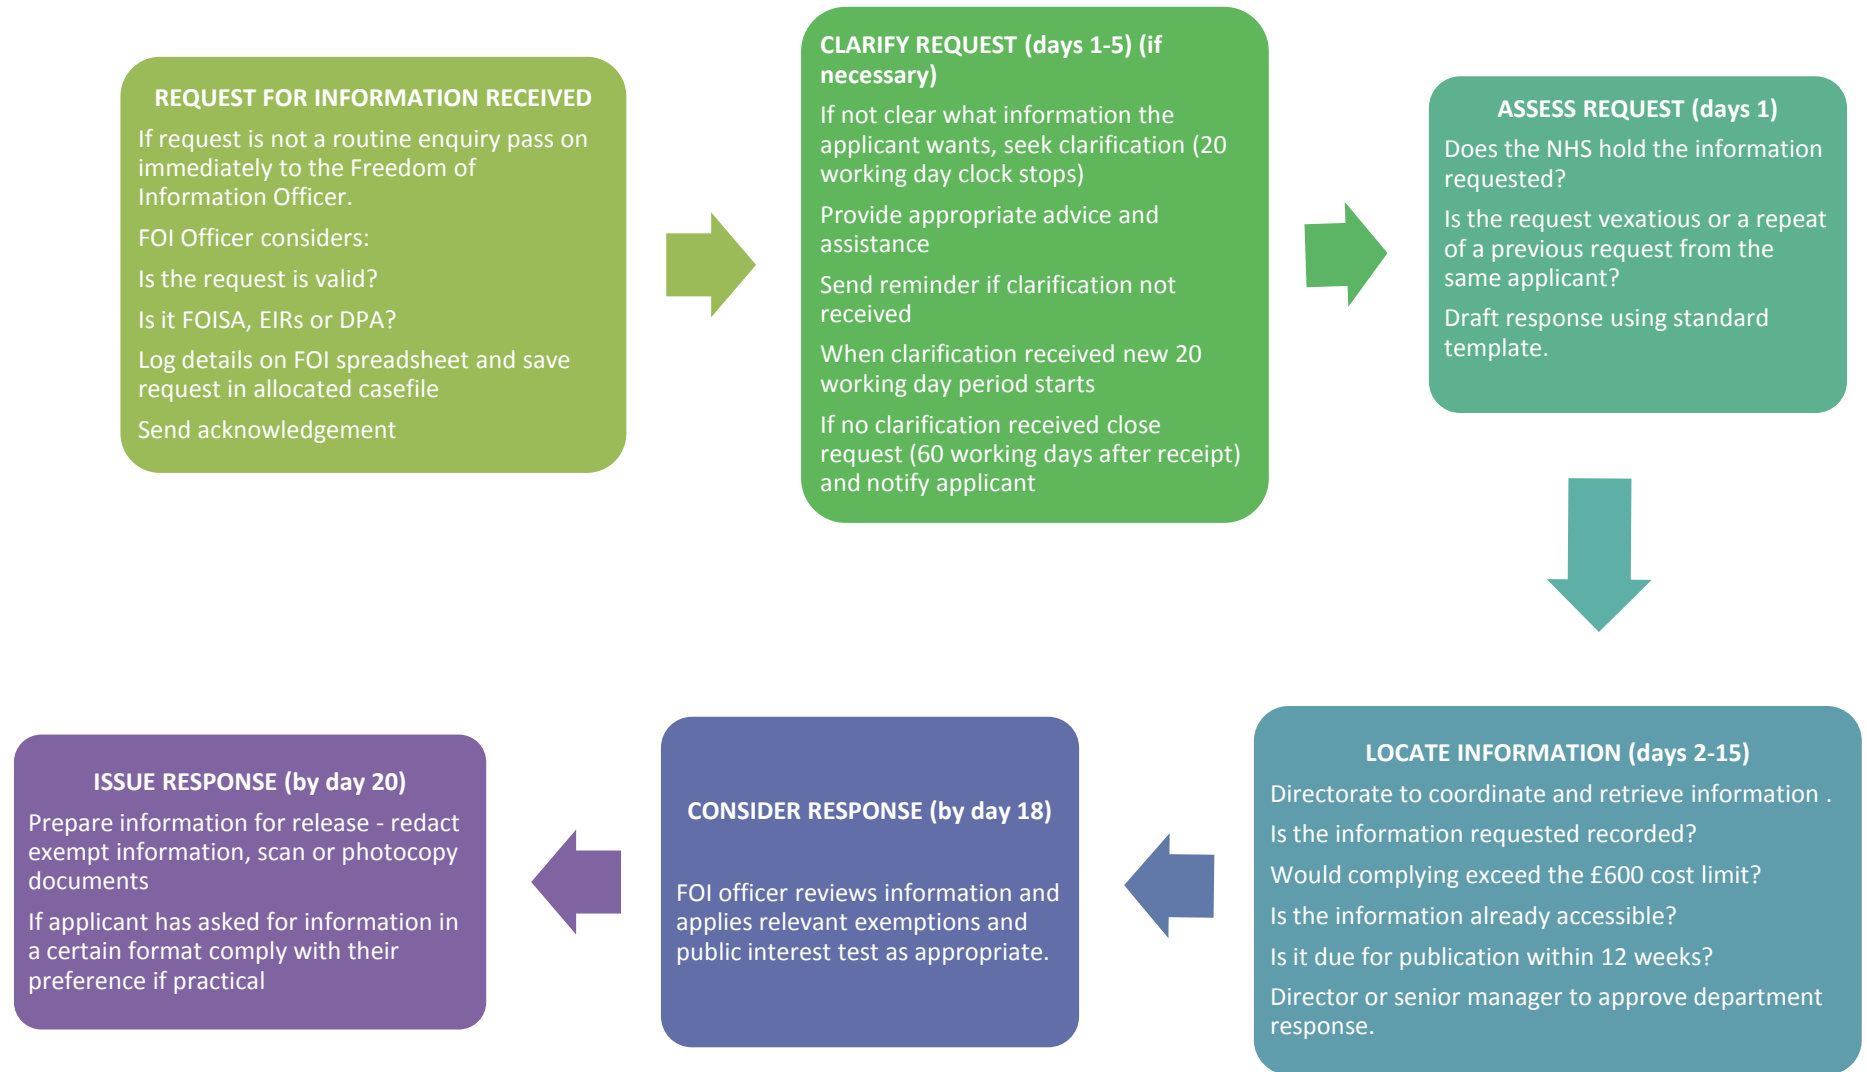 REQUEST FOR INFORMATION RECEIVED
If request is not a routine enquiry pass on
immediately to the Freedom of
Information Officer.
FOI Officer considers:
Is the request is valid?
Is it FOISA, EIRs or DPA?
Log details on FOI spreadsheet and save
request in allocated casefile
Send acknowledgement
CLARIFY REQUEST (days 1-5) (if
necessary)
If not clear what information the
applicant wants, seek clarification (20
working day clock stops)
Provide appropriate advice and
assistance
Send reminder if clarification not
received
When clarification received new 20
working day period starts
If no clarification received close
request (60 working days after receipt)
and notify applicant
ASSESS REQUEST (days 1)
Does the NHS hold the information
requested?
Is the request vexatious or a repeat
of a previous request from the
same applicant?
Draft response using standard
template.
LOCATE INFORMATION (days 2-15)
Directorate to coordinate and retrieve information .
Is the information requested recorded?
Would complying exceed the £600 cost limit?
Is the information already accessible?
Is it due for publication within 12 weeks?
Director or senior manager to approve department
response.
CONSIDER RESPONSE (by day 18)
FOI officer reviews information and
applies relevant exemptions and
public interest test as appropriate.
ISSUE RESPONSE (by day 20)
Prepare information for release - redact
exempt information, scan or photocopy
documents
If applicant has asked for information in
a certain format comply with their
preference if practical